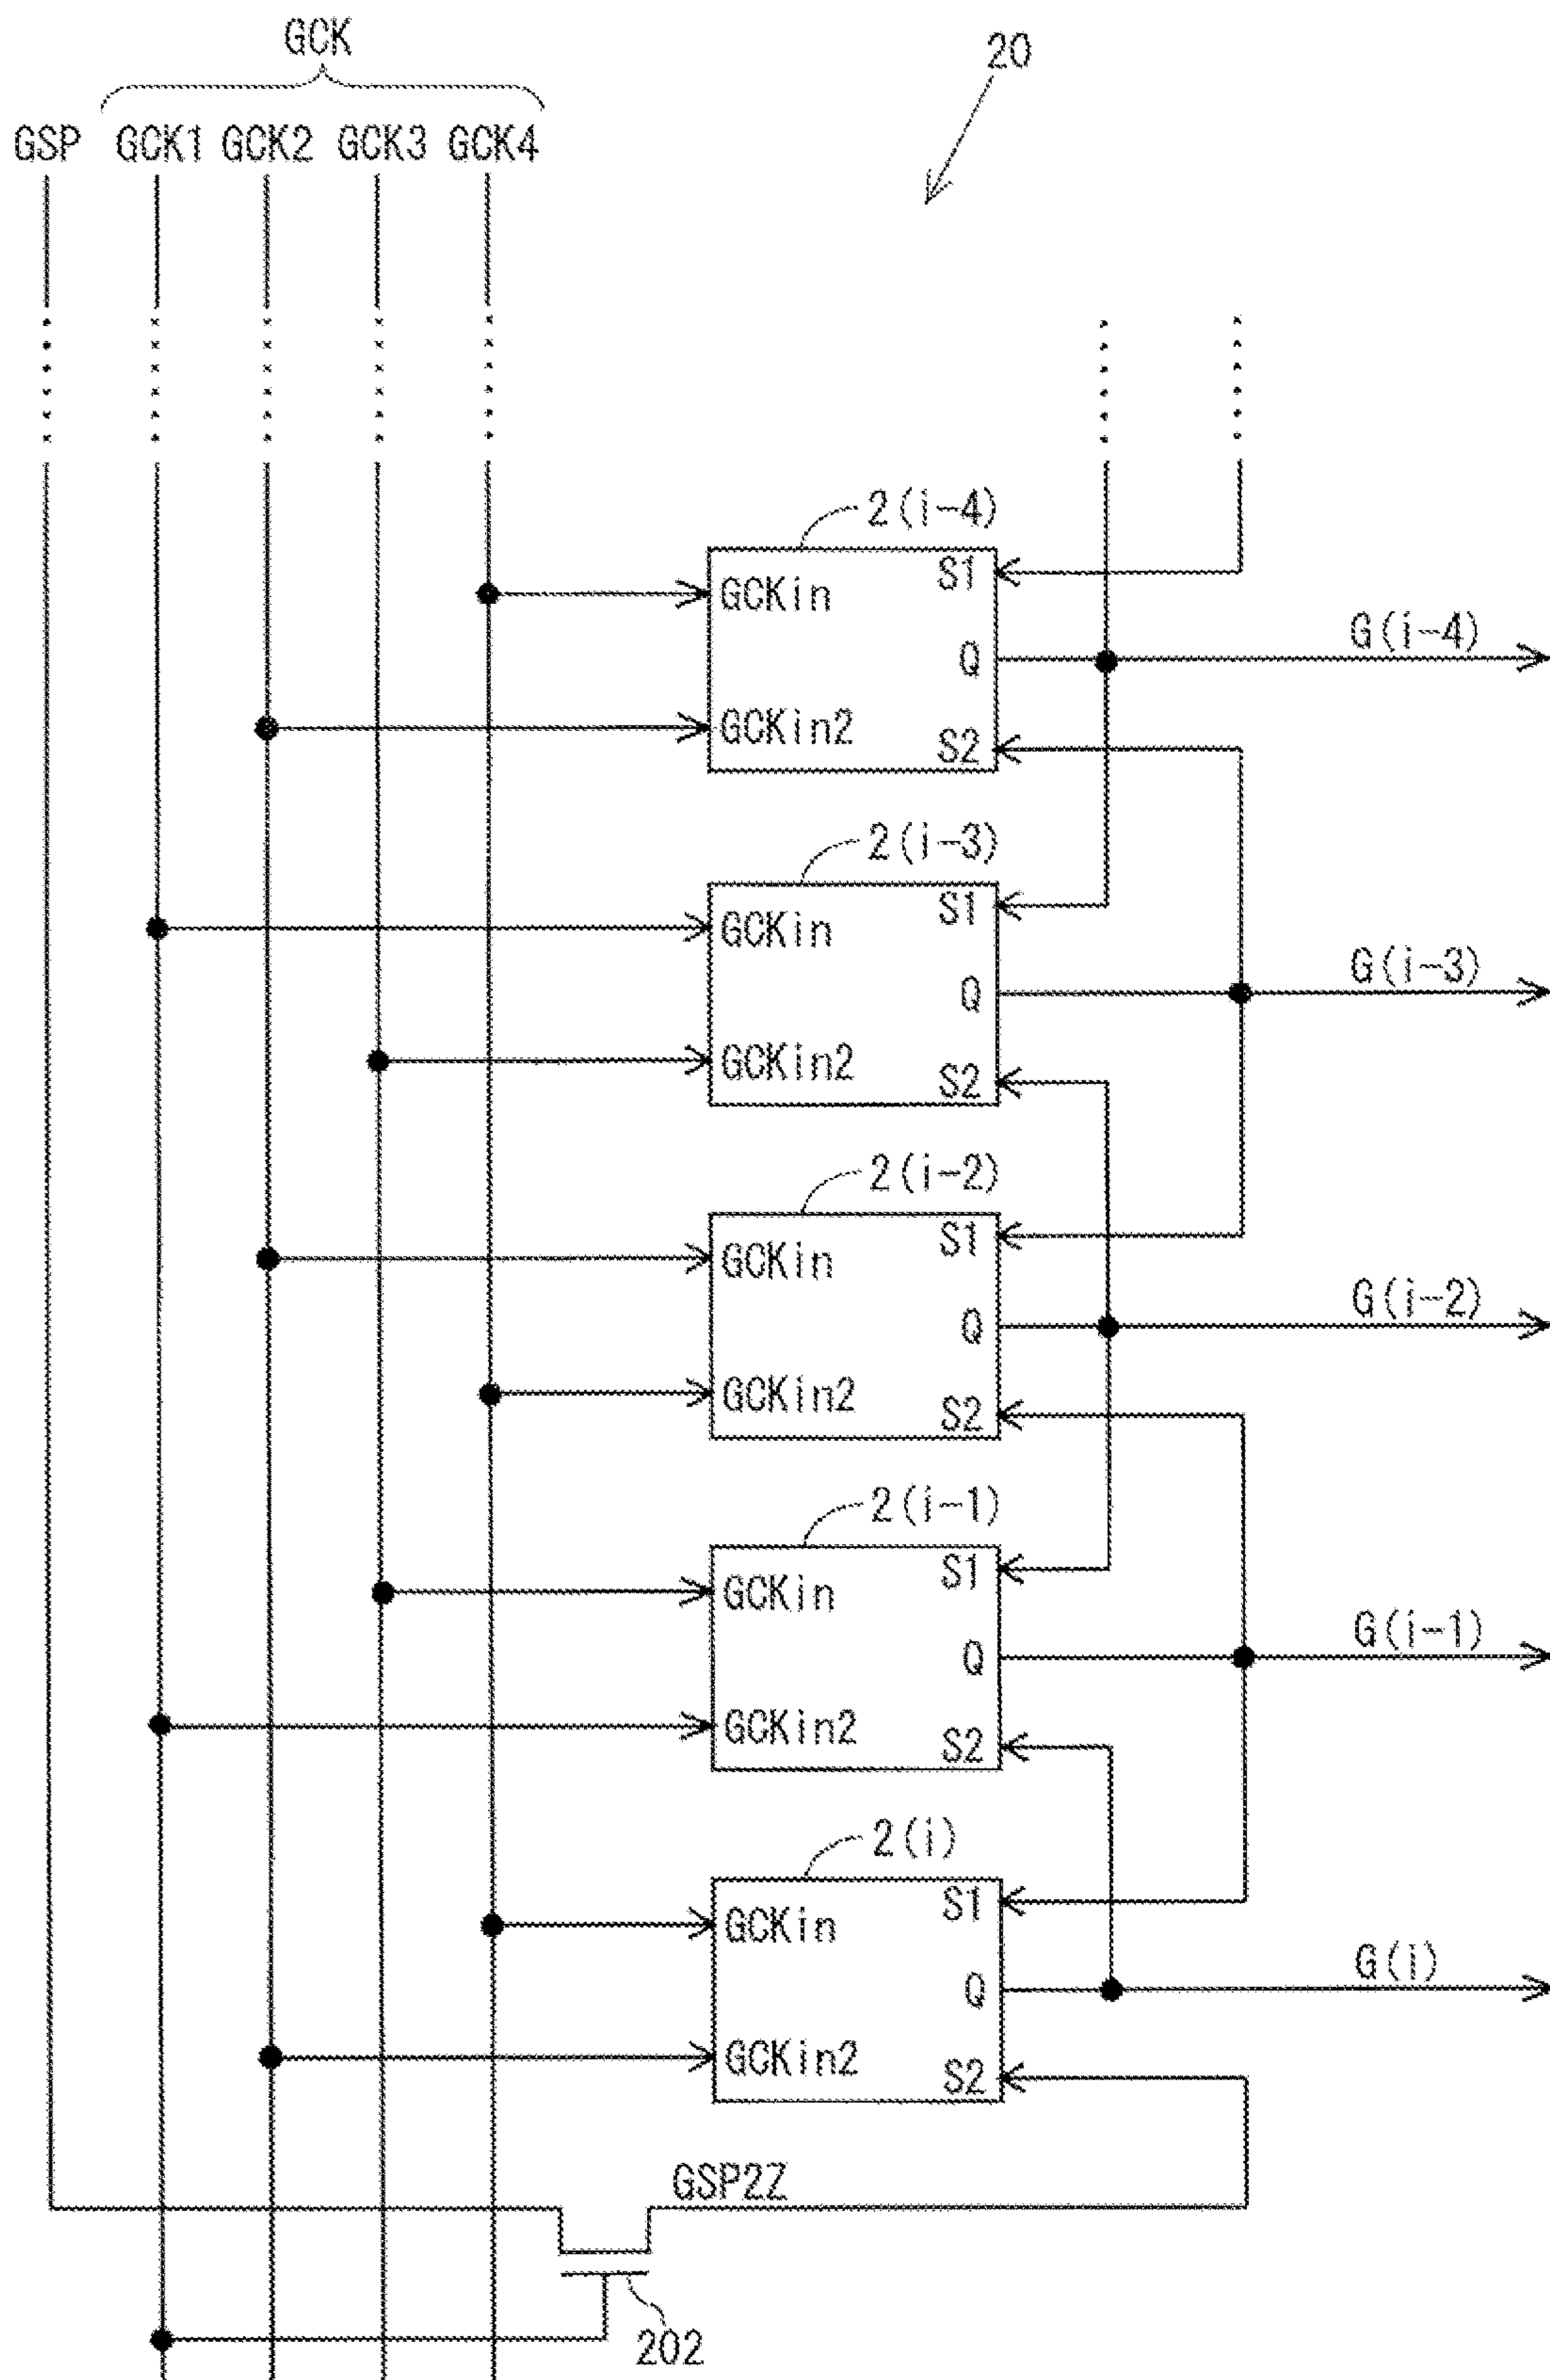 GCK
20
GSP GCK1 GCK2 GCK3 GCK4
2(i-4)
GCKin
S1
Q
G(i-4)
GCKin2
S2
2(i-3)
GCKin
S1
Q
G(i-3)
GCKin2
S2
2(i-2)
GCKin
S1
Q
G(i-2)
GCKin2
S2
2(i-1)
GCKin
S1
Q
G(i-1)
GCKin2
S2
2(i)
GCKin
S1
Q
G(i)
GCKin2
S2
GSP2Z
202